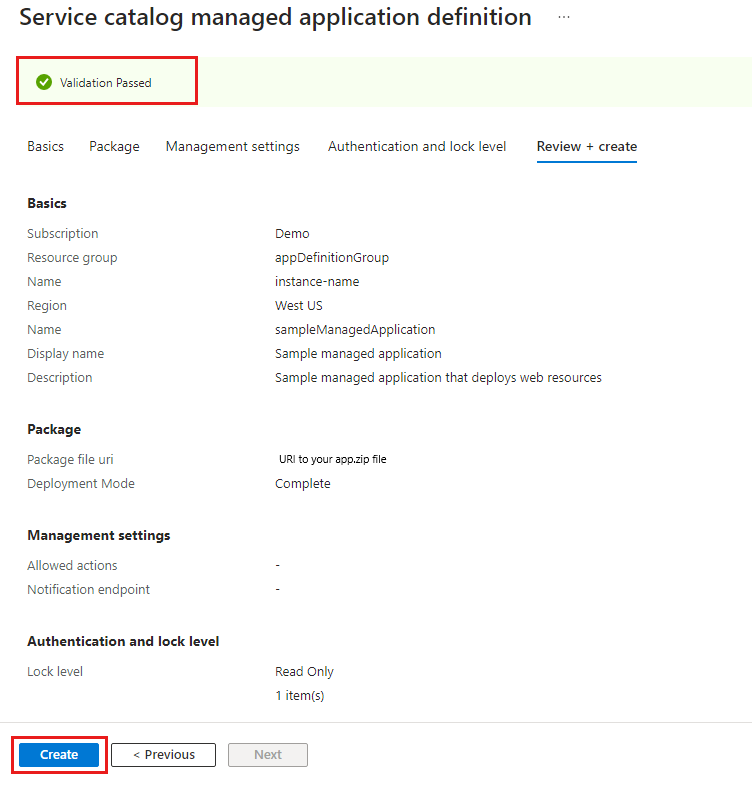 Service catalog managed application definition ...
Validation Passed
Basics Package Management settings Authentication and lock level Review + create
Basics
Subscription Demo
Resource group appDefinitionGroup
Name instance-name
Region West US
Name sampleManagedApplication
Display name Sample managed application
Description Sample managed application that deploys web resources
Package
Package file uri URI to your app.zip file
Deployment Mode Complete
Management settings
Allowed actions -
Notification endpoint -
Authentication and lock level
Lock level Read Only
1 item(s)
Create < Previous Next